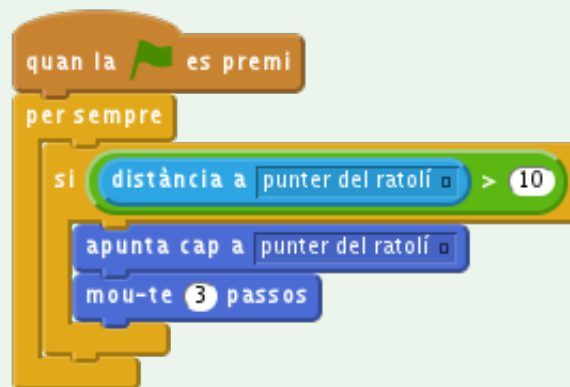 quan la es premi
per sempre
si distància a punter del ratolí > 10
apunta cap a punter del ratolí
mou-te 3 passos